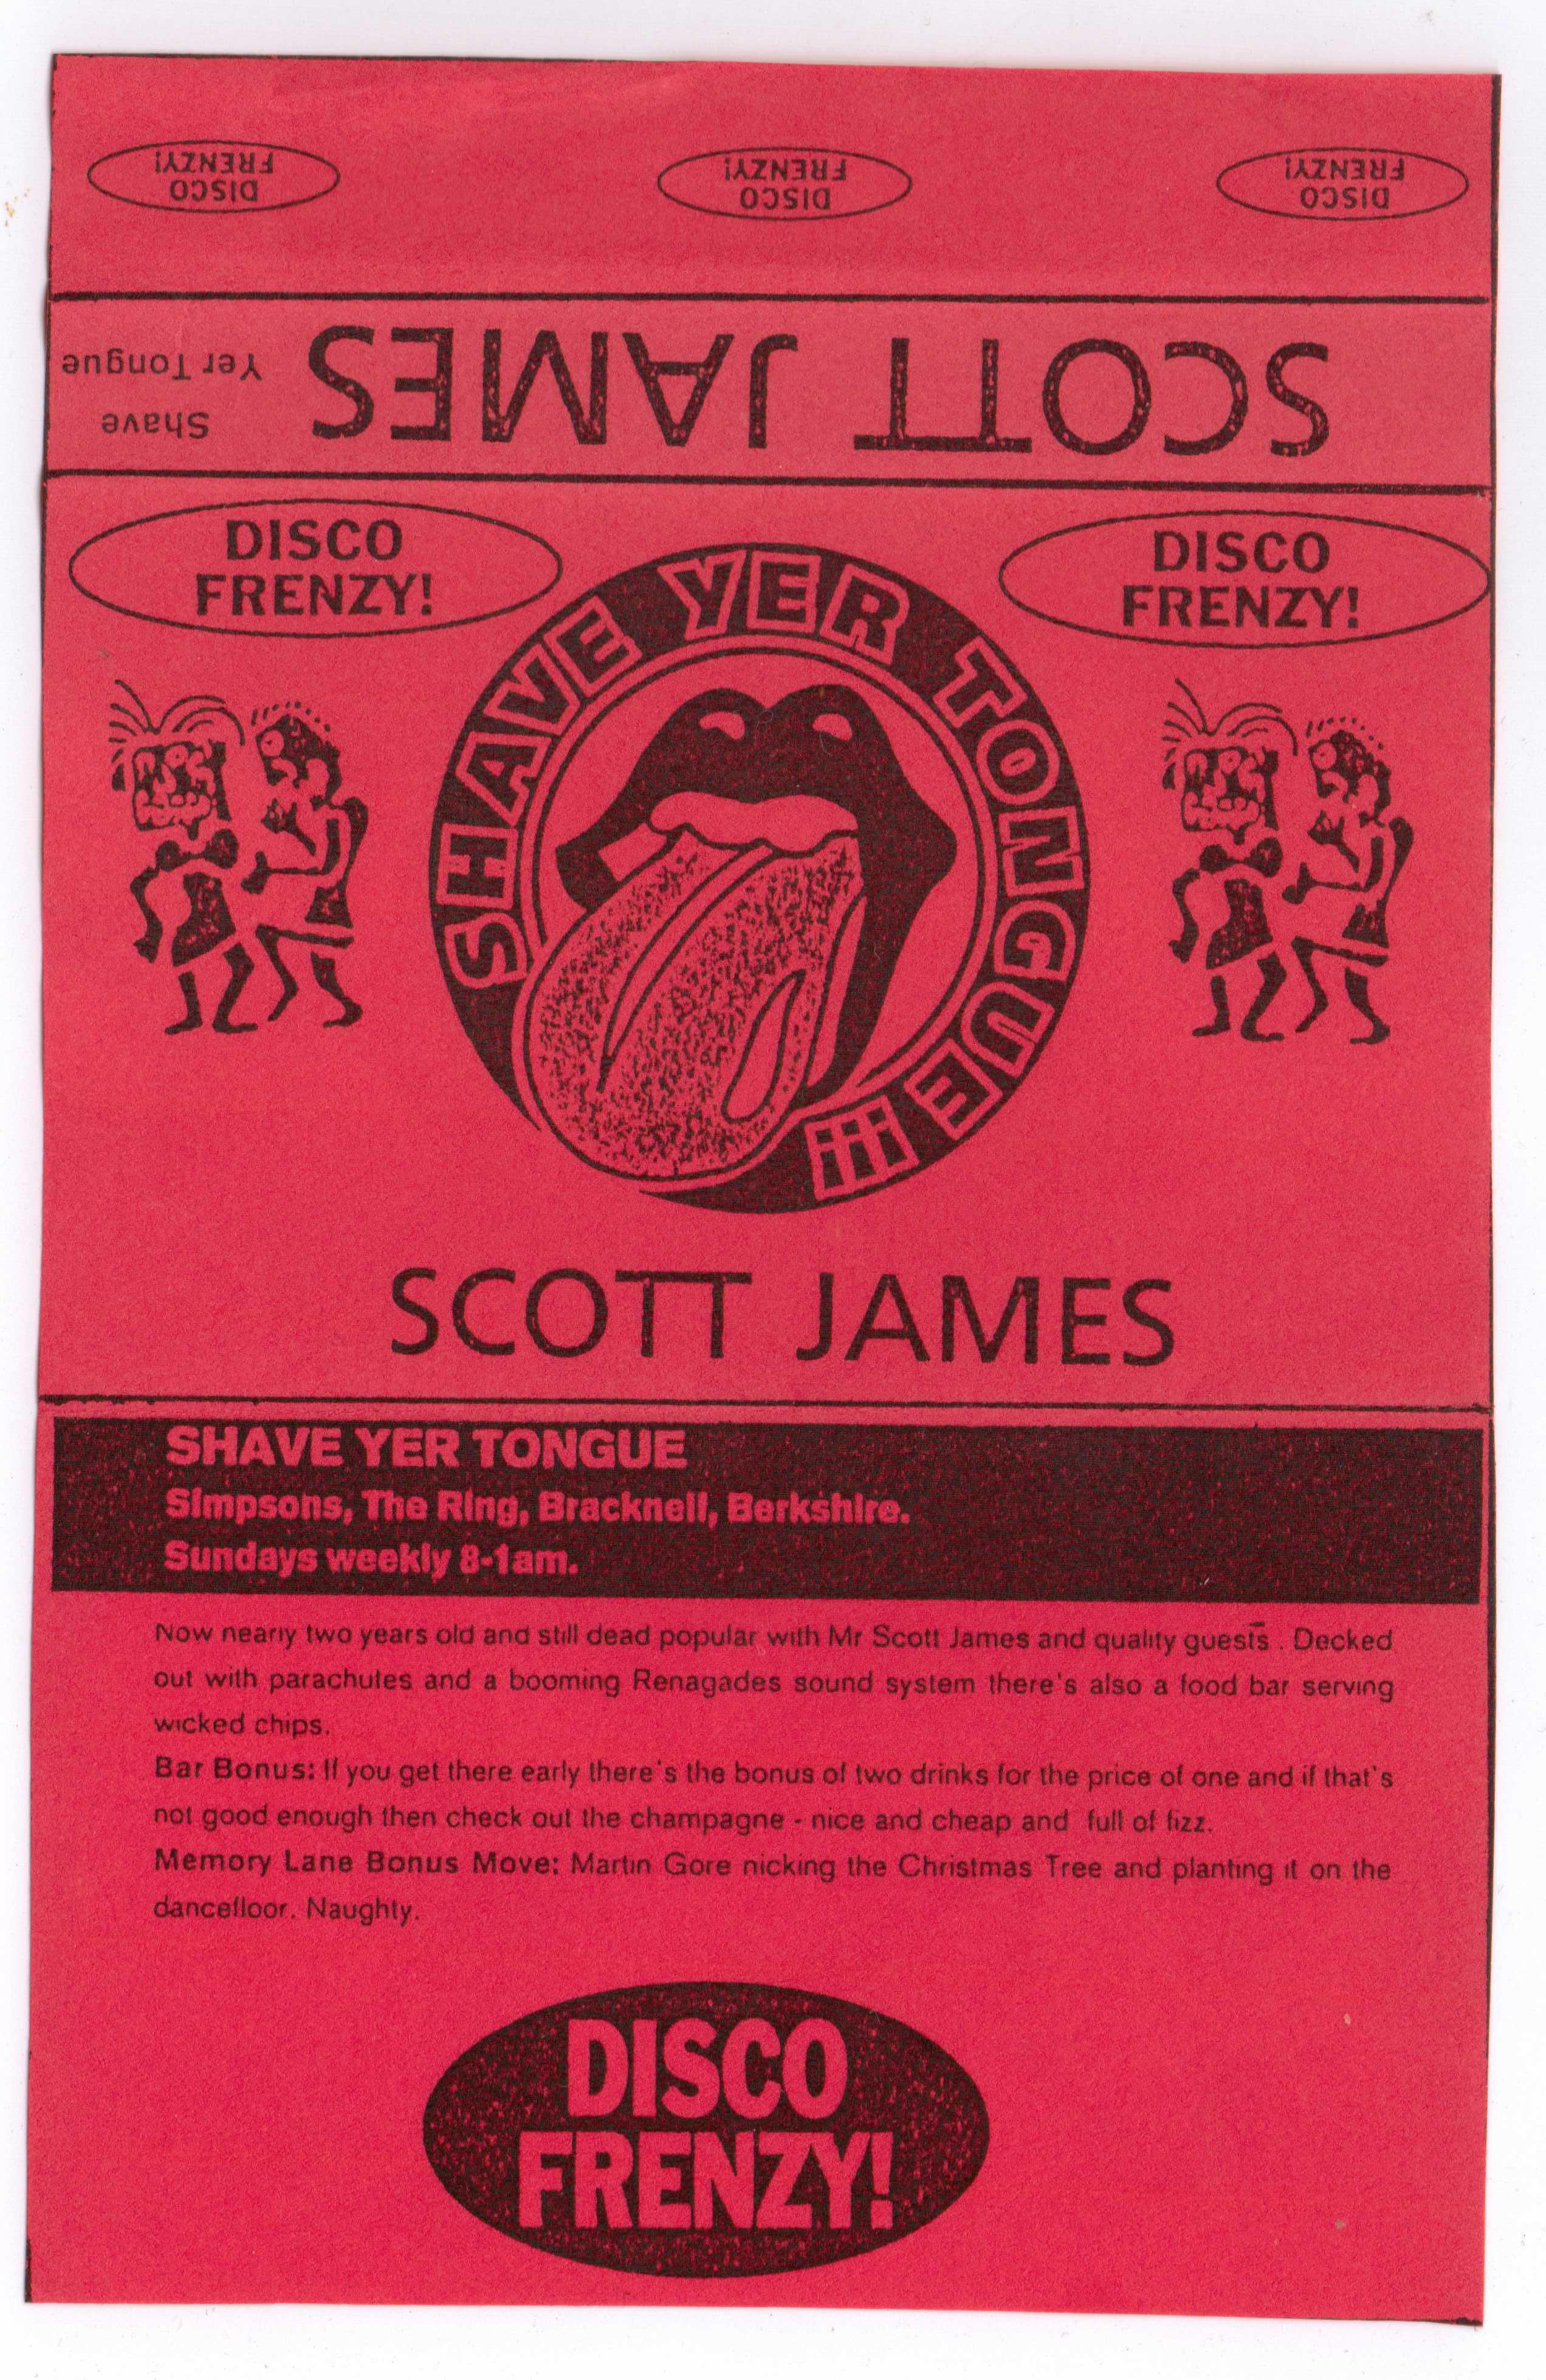 DISCO
FRENZY!
DISCO
FRENZY!
DISCO
FRENZY!
SCOTT JAMES
Shave
Yer Tongue
DISCO
FRENZY!
DISCO
FRENZY!
SHAVE YER TONGUE!!!
SCOTT JAMES
SHAVE YER TONGUE
Simpsons, The Ring, Bracknell, Berkshire.
Sundays weekly 8-1am.
Now nearly two years old and still dead popular with Mr Scott James and quality guests . Decked
out with parachutes and a booming Renagades sound system there's also a food bar serving
wicked chips.
Bar Bonus: If you get there early there's the bonus of two drinks for the price of one and if that's
not good enough then check out the champagne - nice and cheap and full of fizz.
Memory Lane Bonus Move: Martin Gore nicking the Christmas Tree and planting it on the
dancefloor. Naughty.
DISCO
FRENZY!